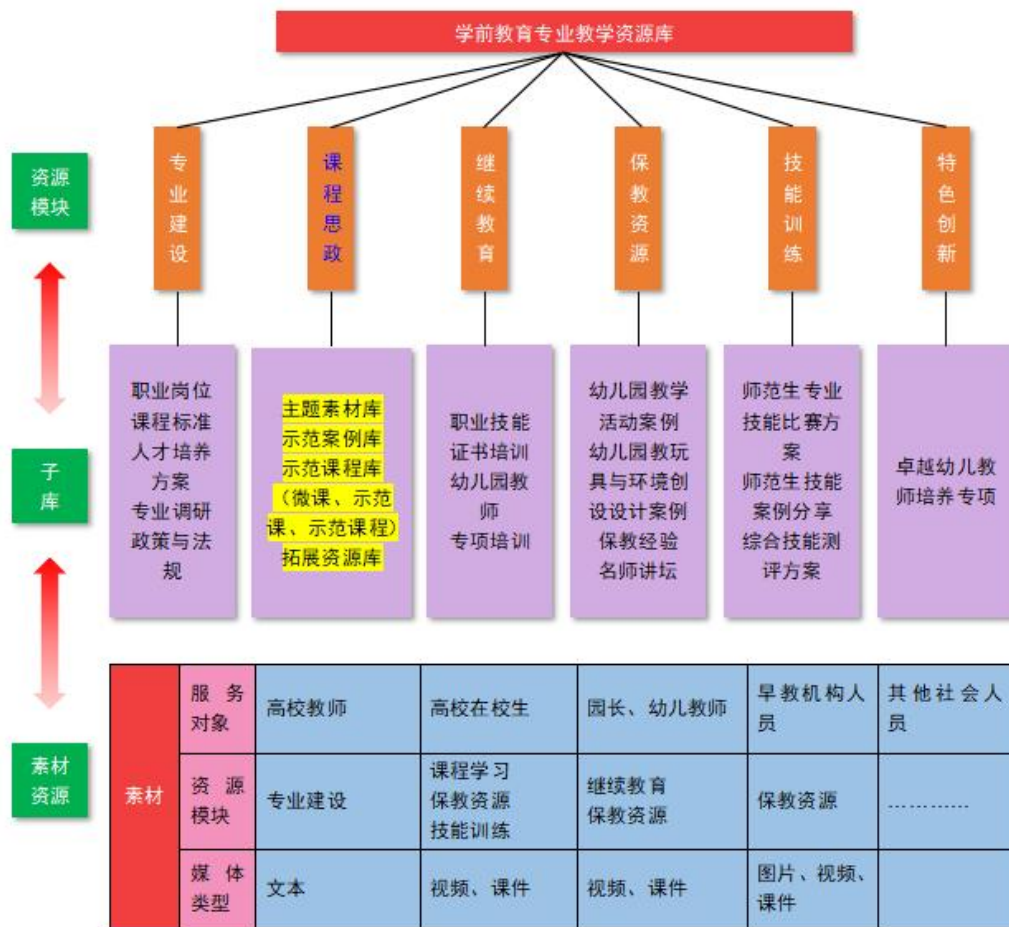 学前教育专业教学资源库
资源
模块
专业建设
课程思政
继续教育
保教资源
技能训练
特色创新
子
库
职业岗位
课程标准
人才培养
方案
专业调研
政策与法
规
主题素材库
示范案例库
示范课程库
（微课、示范
课、示范课程）
拓展资源库
职业技能
证书培训
幼儿园教
师
专项培训
幼儿园教学
活动案例
幼儿园教玩
具与环境创
设设计案例
保教经验
名师讲坛
师范生专业
技能比赛方
案
师范生技能
案例分享
综合技能测
评方案
卓越幼儿教
师培养专项
素材
资源
素材
服务
对象
高校教师
高校在校生
园长、幼儿教师
早教机构人
员
其他社会人
员
资源
模块
专业建设
课程学习
保教资源
技能训练
继续教育
保教资源
保教资源
…………
媒体
类型
文本
视频、课件
视频、课件
图片、视频、
课件